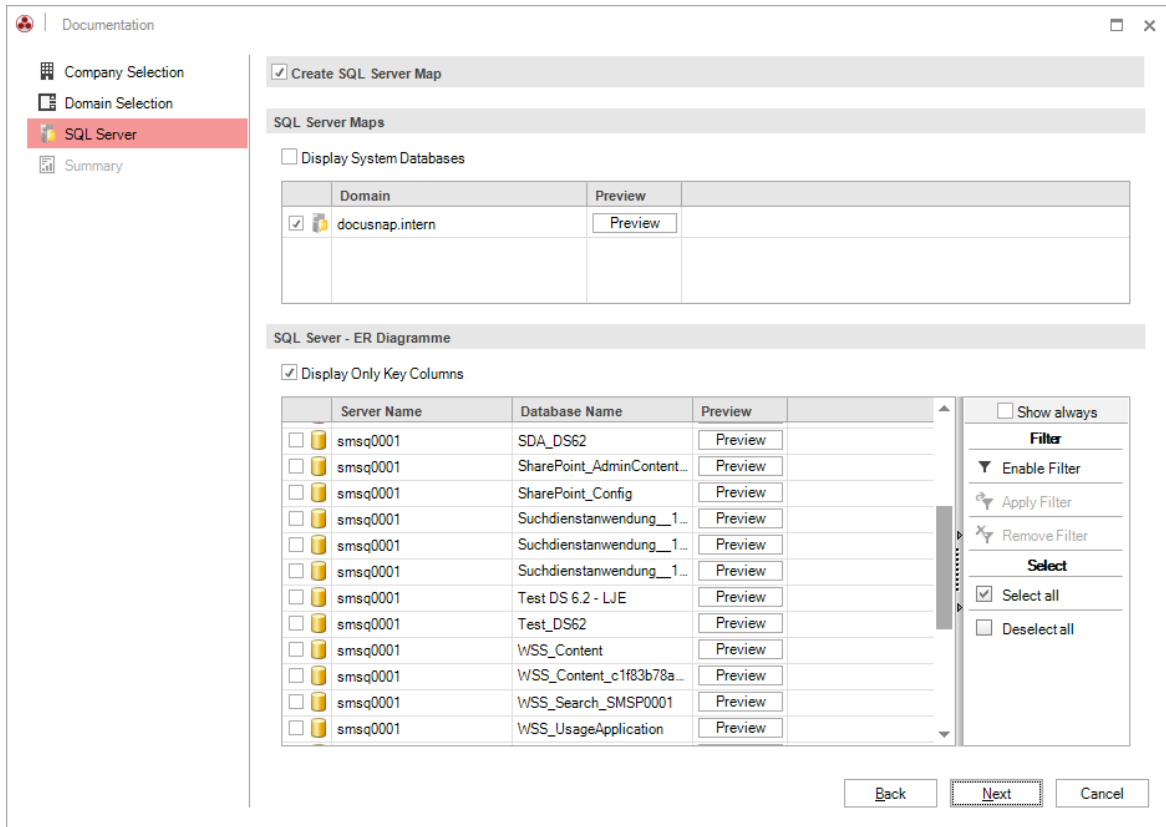 Documentation
Company Selection
Domain Selection
SQL Server
Summary
Create SQL Server Map
SQL Server Maps
Display System Databases
Domain Preview
docusnap.intern Preview
SQL Sever - ER Diagramme
Display Only Key Columns
Server Name Database Name Preview
smsq0001 SDA_DS62 Preview
smsq0001 SharePoint_AdminContent... Preview
smsq0001 SharePoint_Config Preview
smsq0001 Suchdienstanwendung__1... Preview
smsq0001 Suchdienstanwendung__1... Preview
smsq0001 Suchdienstanwendung__1... Preview
smsq0001 Test DS 6.2 - LJE Preview
smsq0001 Test_DS62 Preview
smsq0001 WSS_Content Preview
smsq0001 WSS_Content_c1f83b78a... Preview
smsq0001 WSS_Search_SMSP0001 Preview
smsq0001 WSS_UsageApplication Preview
Show always
Filter
Enable Filter
Apply Filter
Remove Filter
Select
Select all
Deselect all
Back Next Cancel